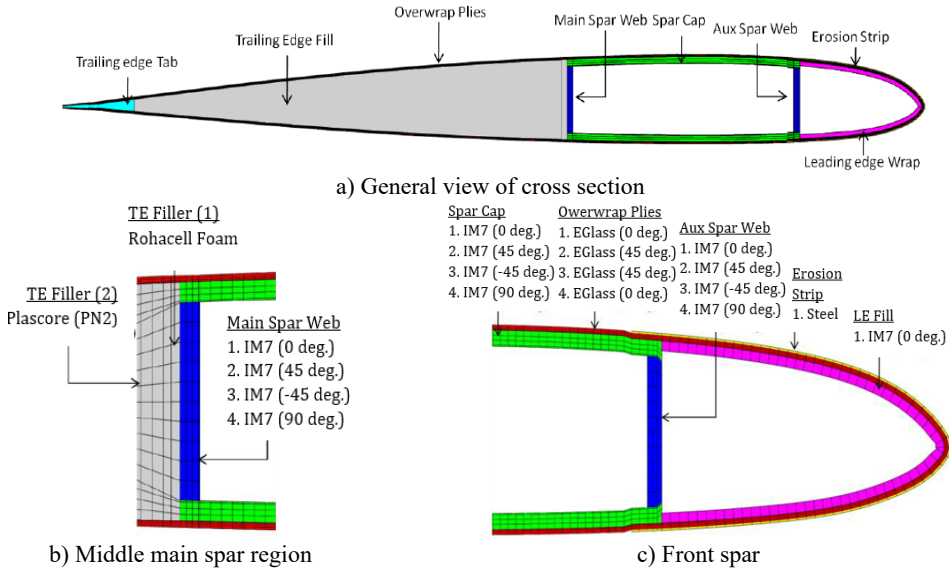 Overwrap Plies
Main Spar Web
Spar Cap
Aux Spar Web
Erosion Strip
Trailing Edge Fill
Trailing edge Tab
Leading edge Wrap
a) General view of cross section
TE Filler (1)
Rohacell Foam
TE Filler (2)
Plascore (PN2)
Main Spar Web
1. IM7 (0 deg.)
2. IM7 (45 deg.)
3. IM7 (-45 deg.)
4. IM7 (90 deg.)
b) Middle main spar region
Spar Cap
1. IM7 (0 deg.)
2. IM7 (45 deg.)
3. IM7 (-45 deg.)
4. IM7 (90 deg.)
Owerwrap Plies
1. EGlass (0 deg.)
2. EGlass (45 deg.)
3. EGlass (45 deg.)
4. EGlass (0 deg.)
Aux Spar Web
1. IM7 (0 deg.)
2. IM7 (45 deg.)
3. IM7 (-45 deg.)
4. IM7 (90 deg.)
Erosion
Strip
1. Steel
LE Fill
1. IM7 (0 deg.)
c) Front spar